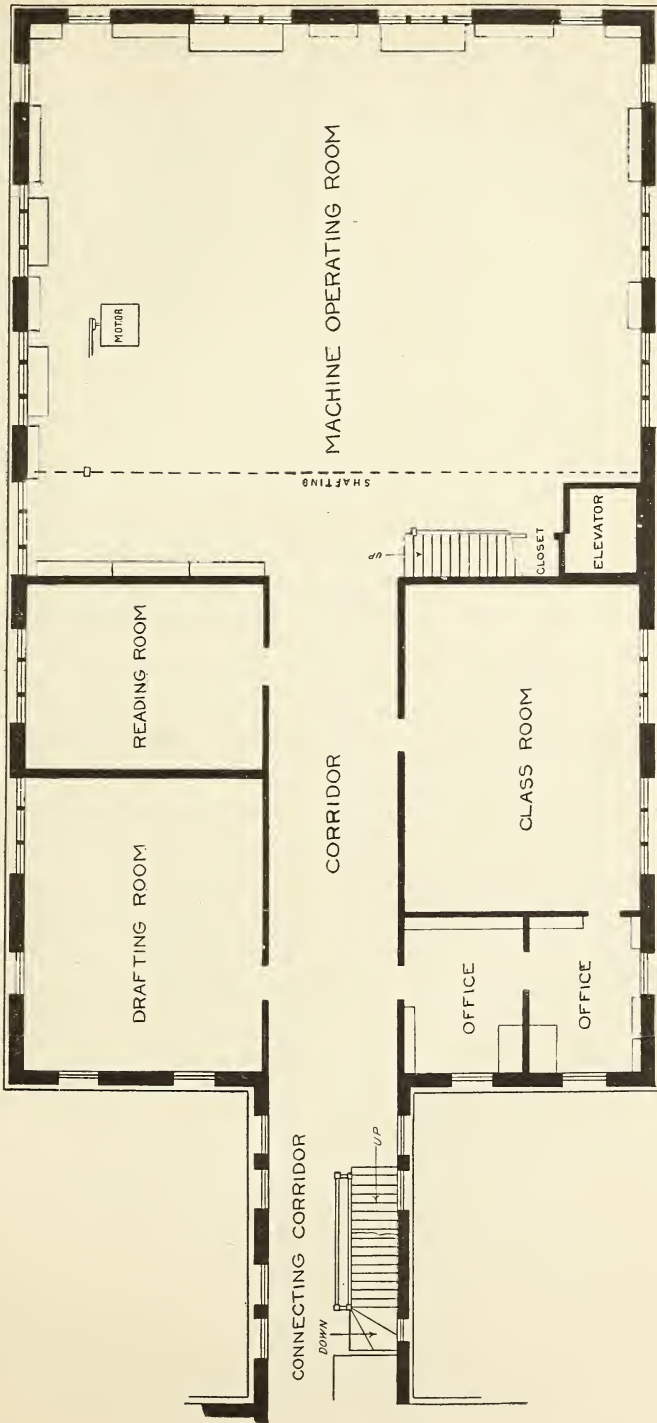 MACHINE OPERATING ROOM
MOTOR
SHAFTING
UP
CLOSET
ELEVATOR
READING ROOM
DRAFTING ROOM
CORRIDOR
CLASS ROOM
OFFICE
OFFICE
CONNECTING CORRIDOR
UP
DOWN